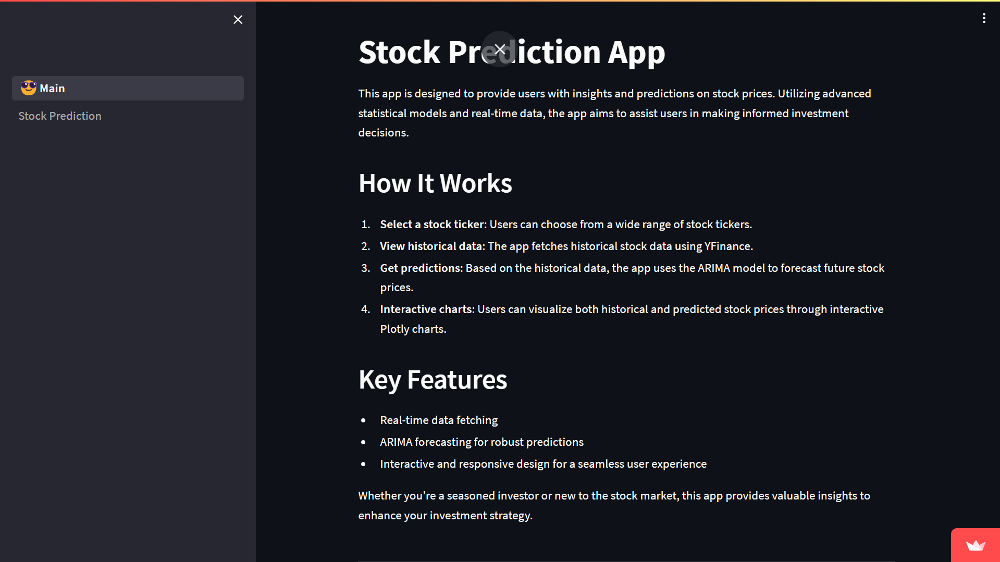 Main
Stock Prediction
Stock Prediction App
This app is designed to provide users with insights and predictions on stock prices. Utilizing advanced
statistical models and real-time data, the app aims to assist users in making informed investment
decisions.
How It Works
1. Select a stock ticker: Users can choose from a wide range of stock tickers.
2. View historical data: The app fetches historical stock data using YFinance.
3. Get predictions: Based on the historical data, the app uses the ARIMA model to forecast future stock
prices.
4. Interactive charts: Users can visualize both historical and predicted stock prices through interactive
Plotly charts.
Key Features
• Real-time data fetching
• ARIMA forecasting for robust predictions
• Interactive and responsive design for a seamless user experience
Whether you're a seasoned investor or new to the stock market, this app provides valuable insights to
enhance your investment strategy.